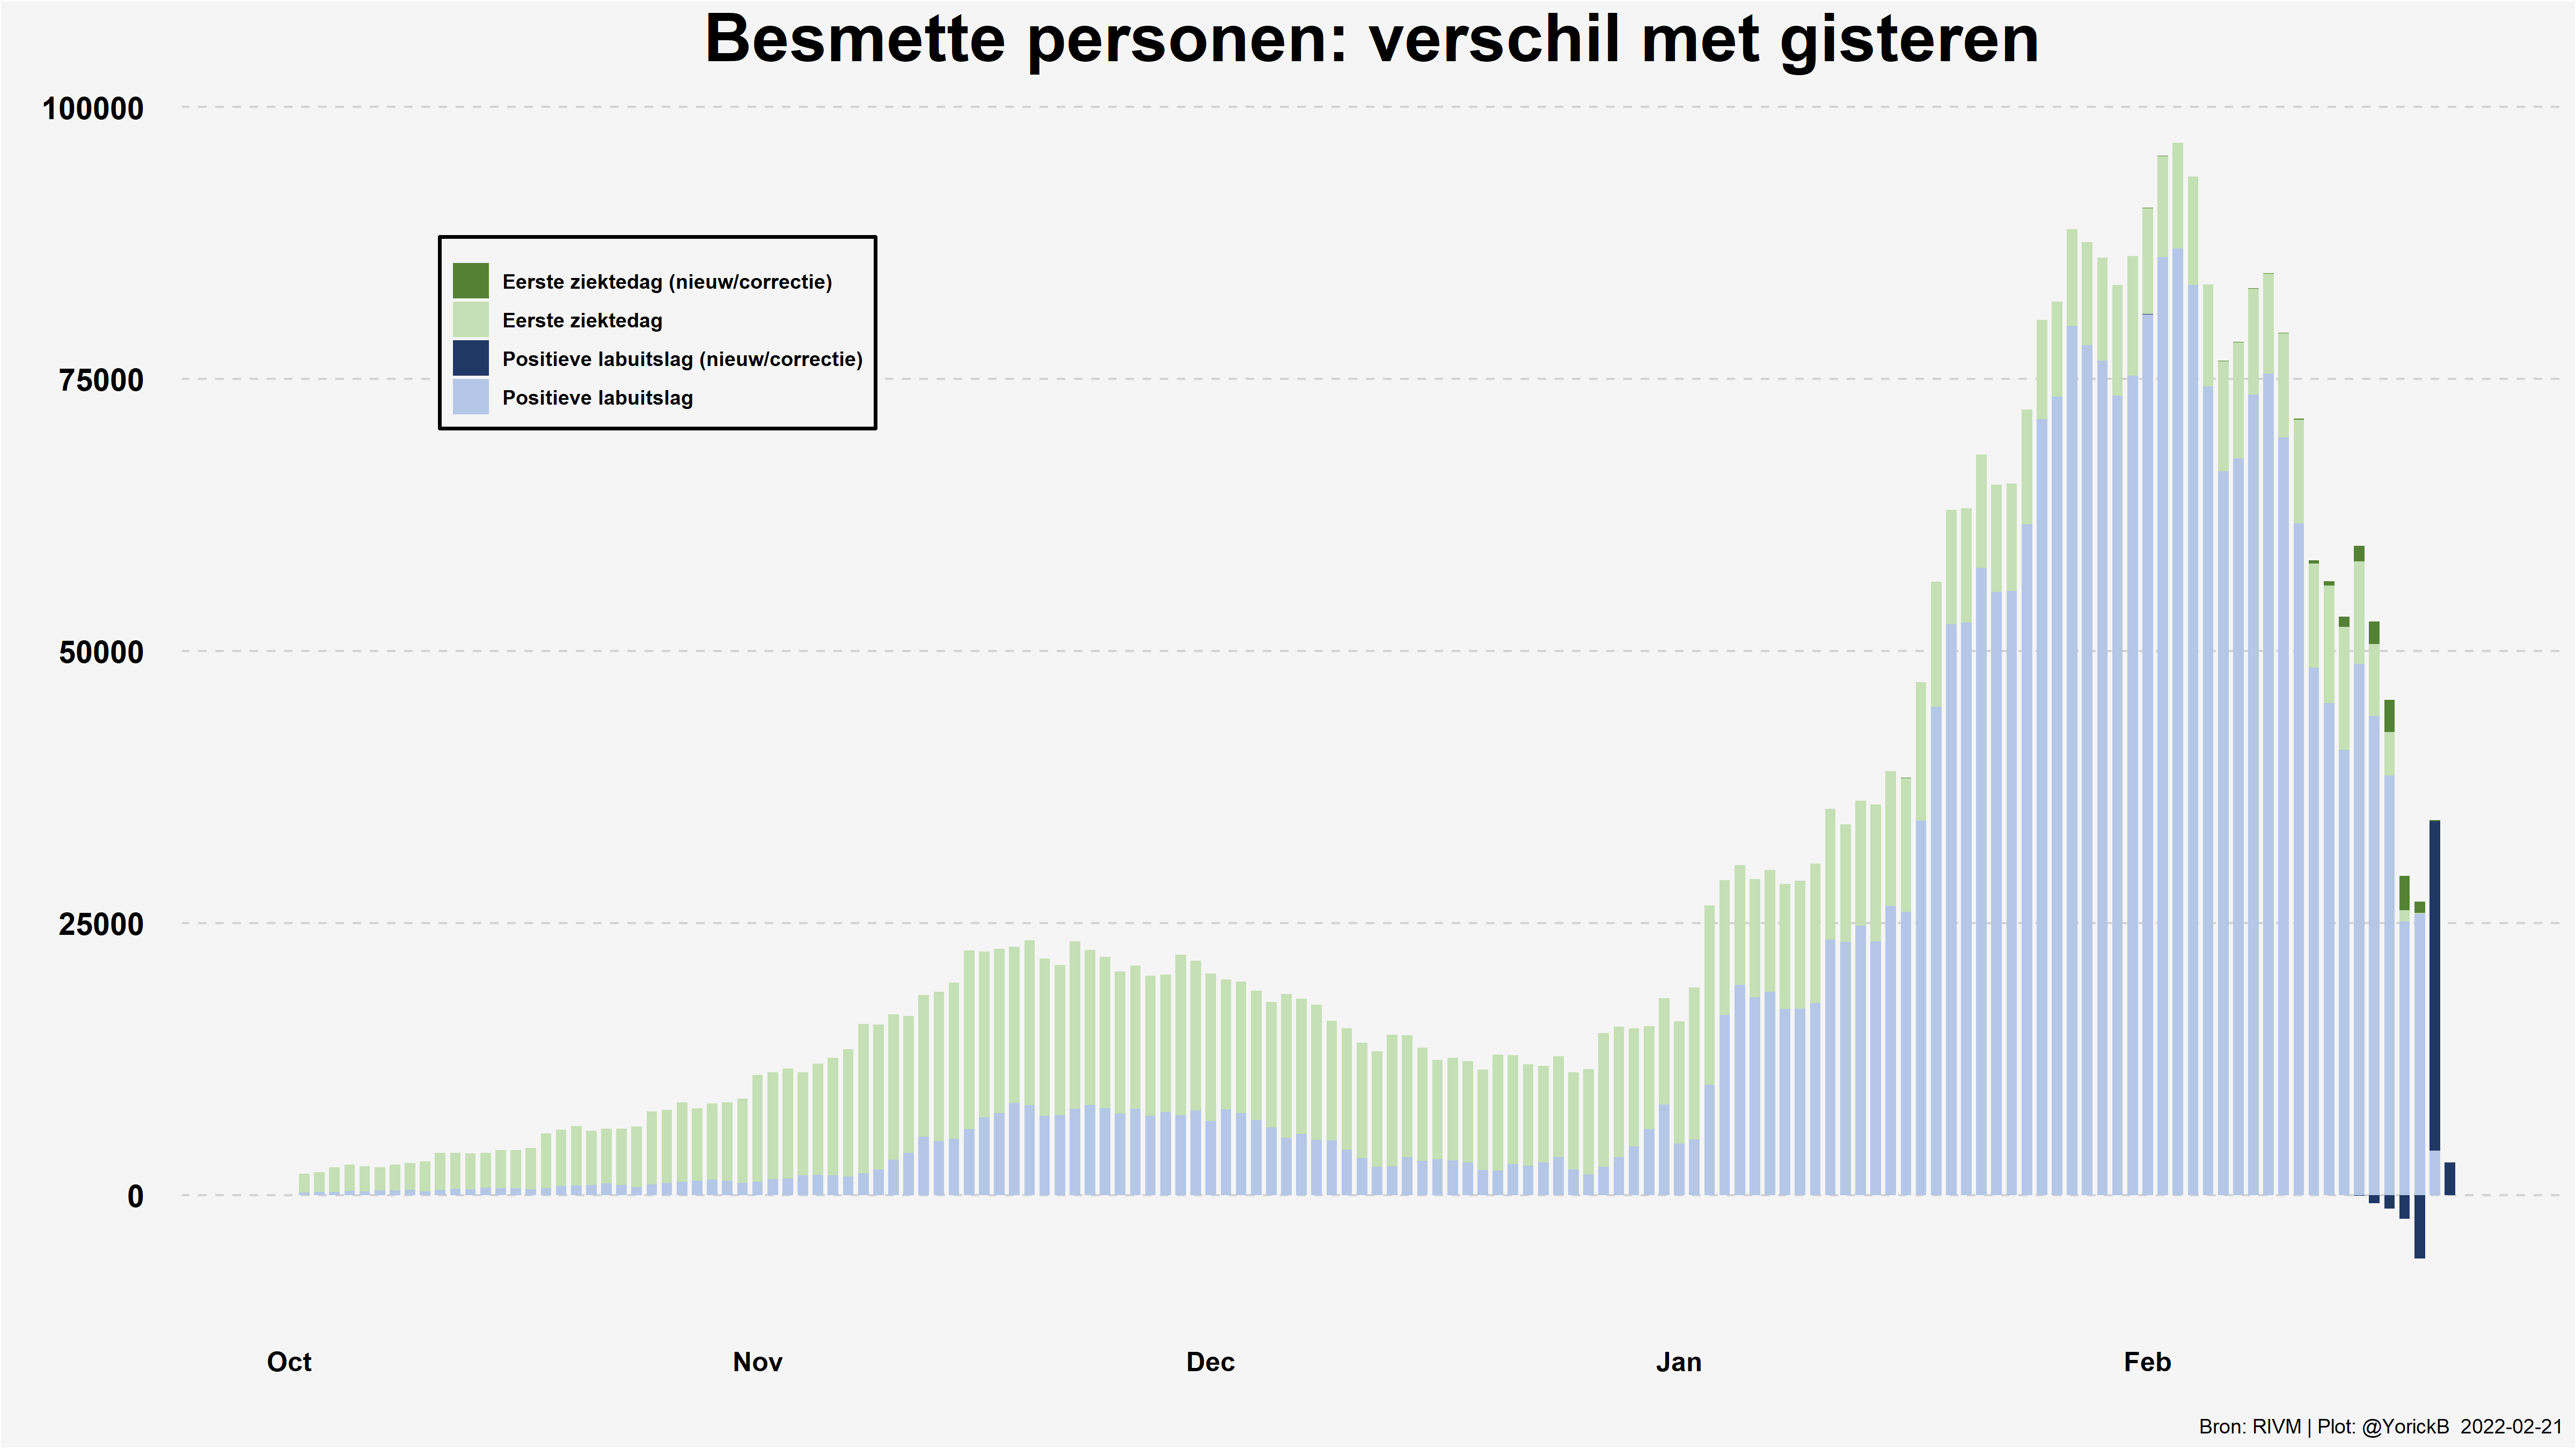 Besmette personen: verschil met gisteren
100000
75000
50000
25000
0
Eerste ziektedag (nieuw/correctie)
Eerste ziektedag
Positieve labuitslag (nieuw/correctie)
Positieve labuitslag
Oct Nov Dec Jan Feb
Bron: RIVM | Plot: @YorickB 2022-02-21